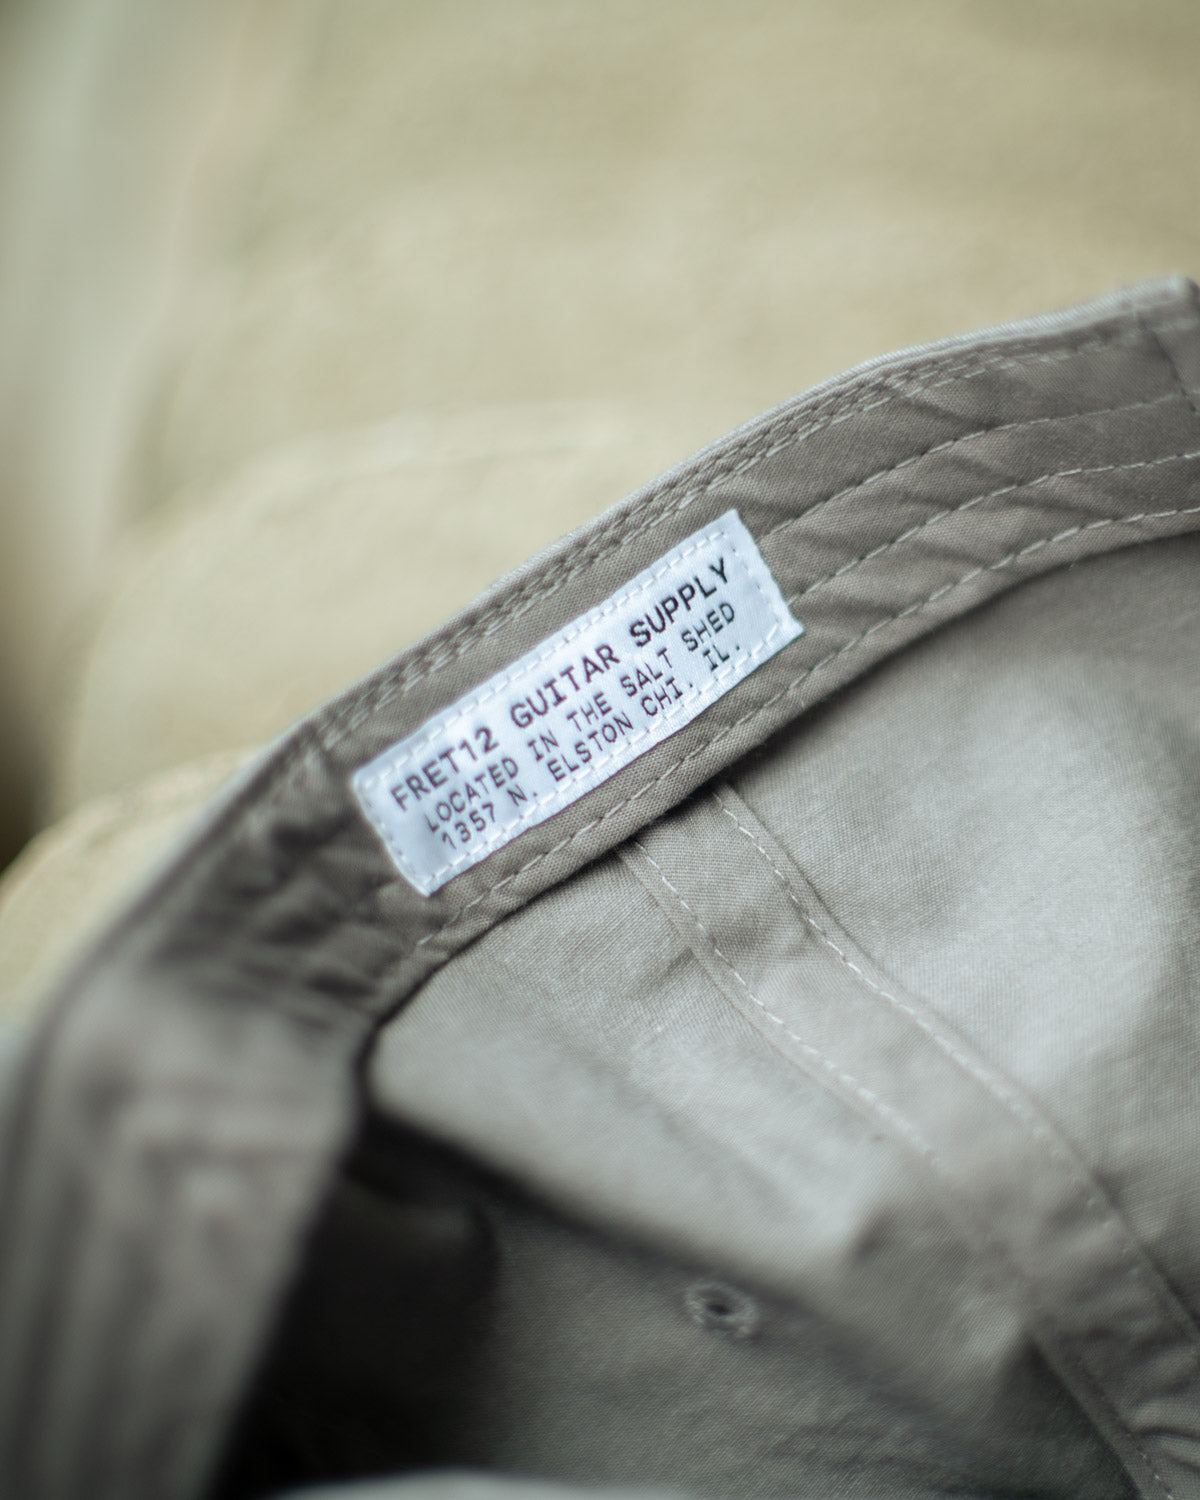 FRET12 GUITAR SUPPLY
LOCATED IN THE SALT SHED
1357 N. ELSTON CHI. IL.